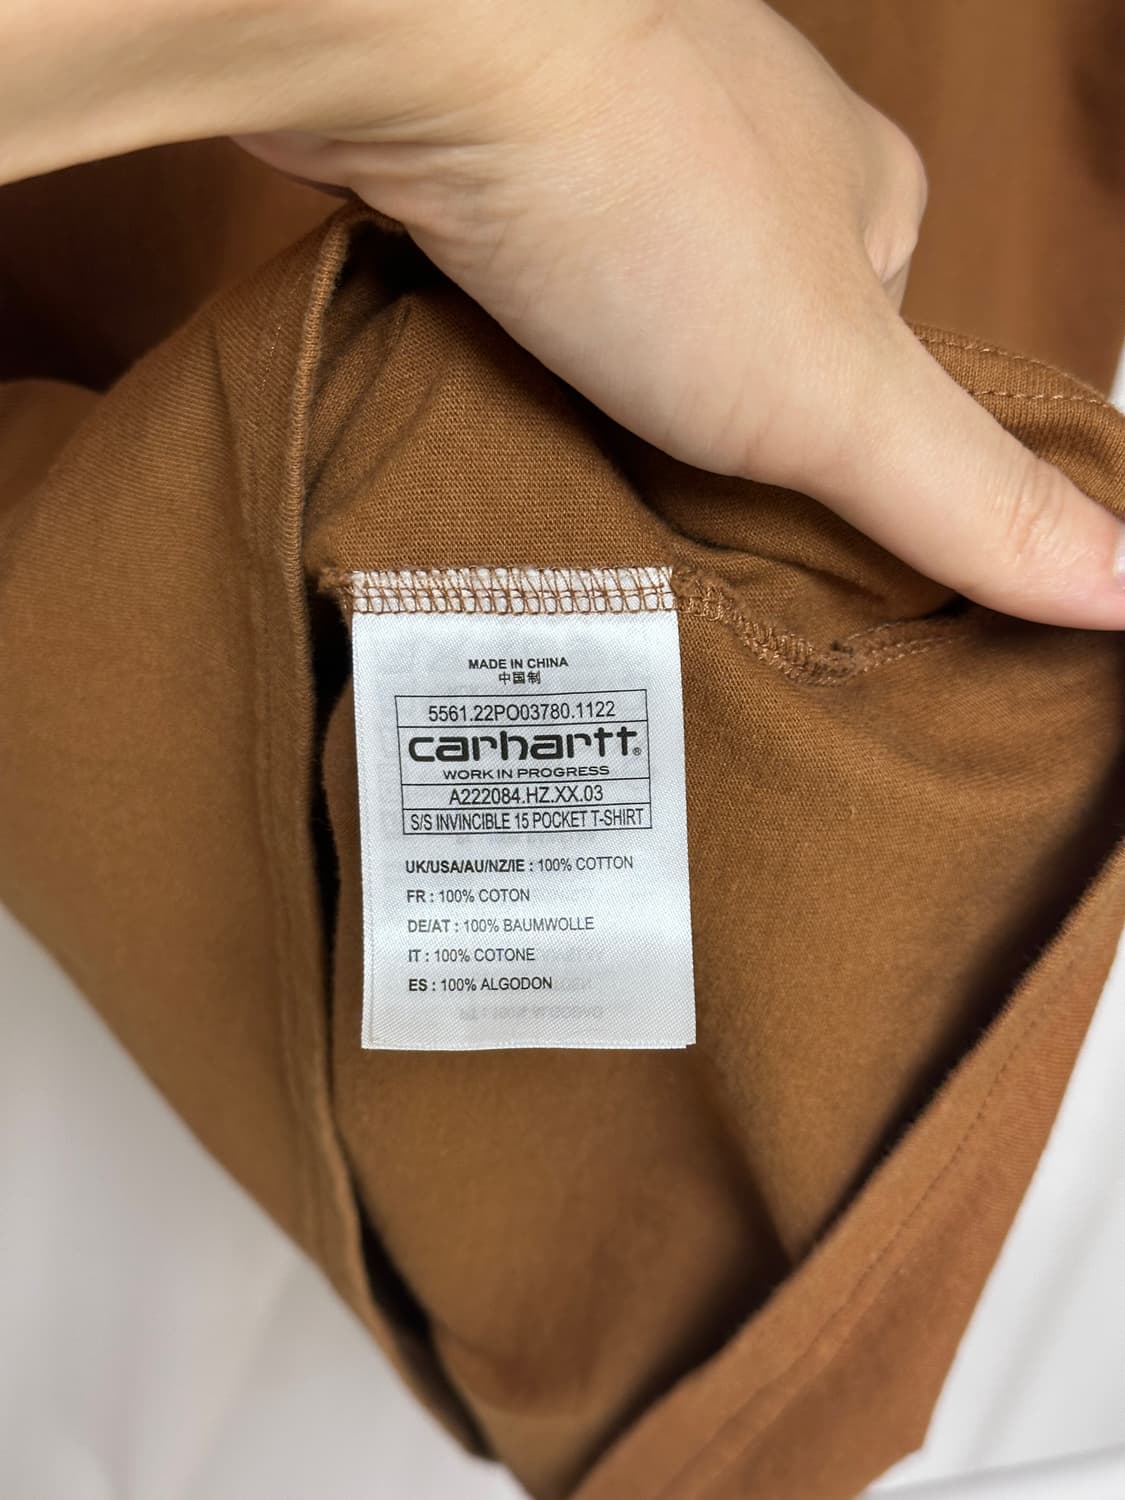 MADE IN CHINA
中国制
5561.22PO03780.1122
carhartt®
WORK IN PROGRESS
A222084.HZ.XX.03
S/S INVINCIBLE 15 POCKET T-SHIRT
UK/USA/AU/NZ/IE : 100% COTTON
FR : 100% COTON
DE/AT : 100% BAUMWOLLE
IT : 100% COTONE
ES : 100% ALGODON